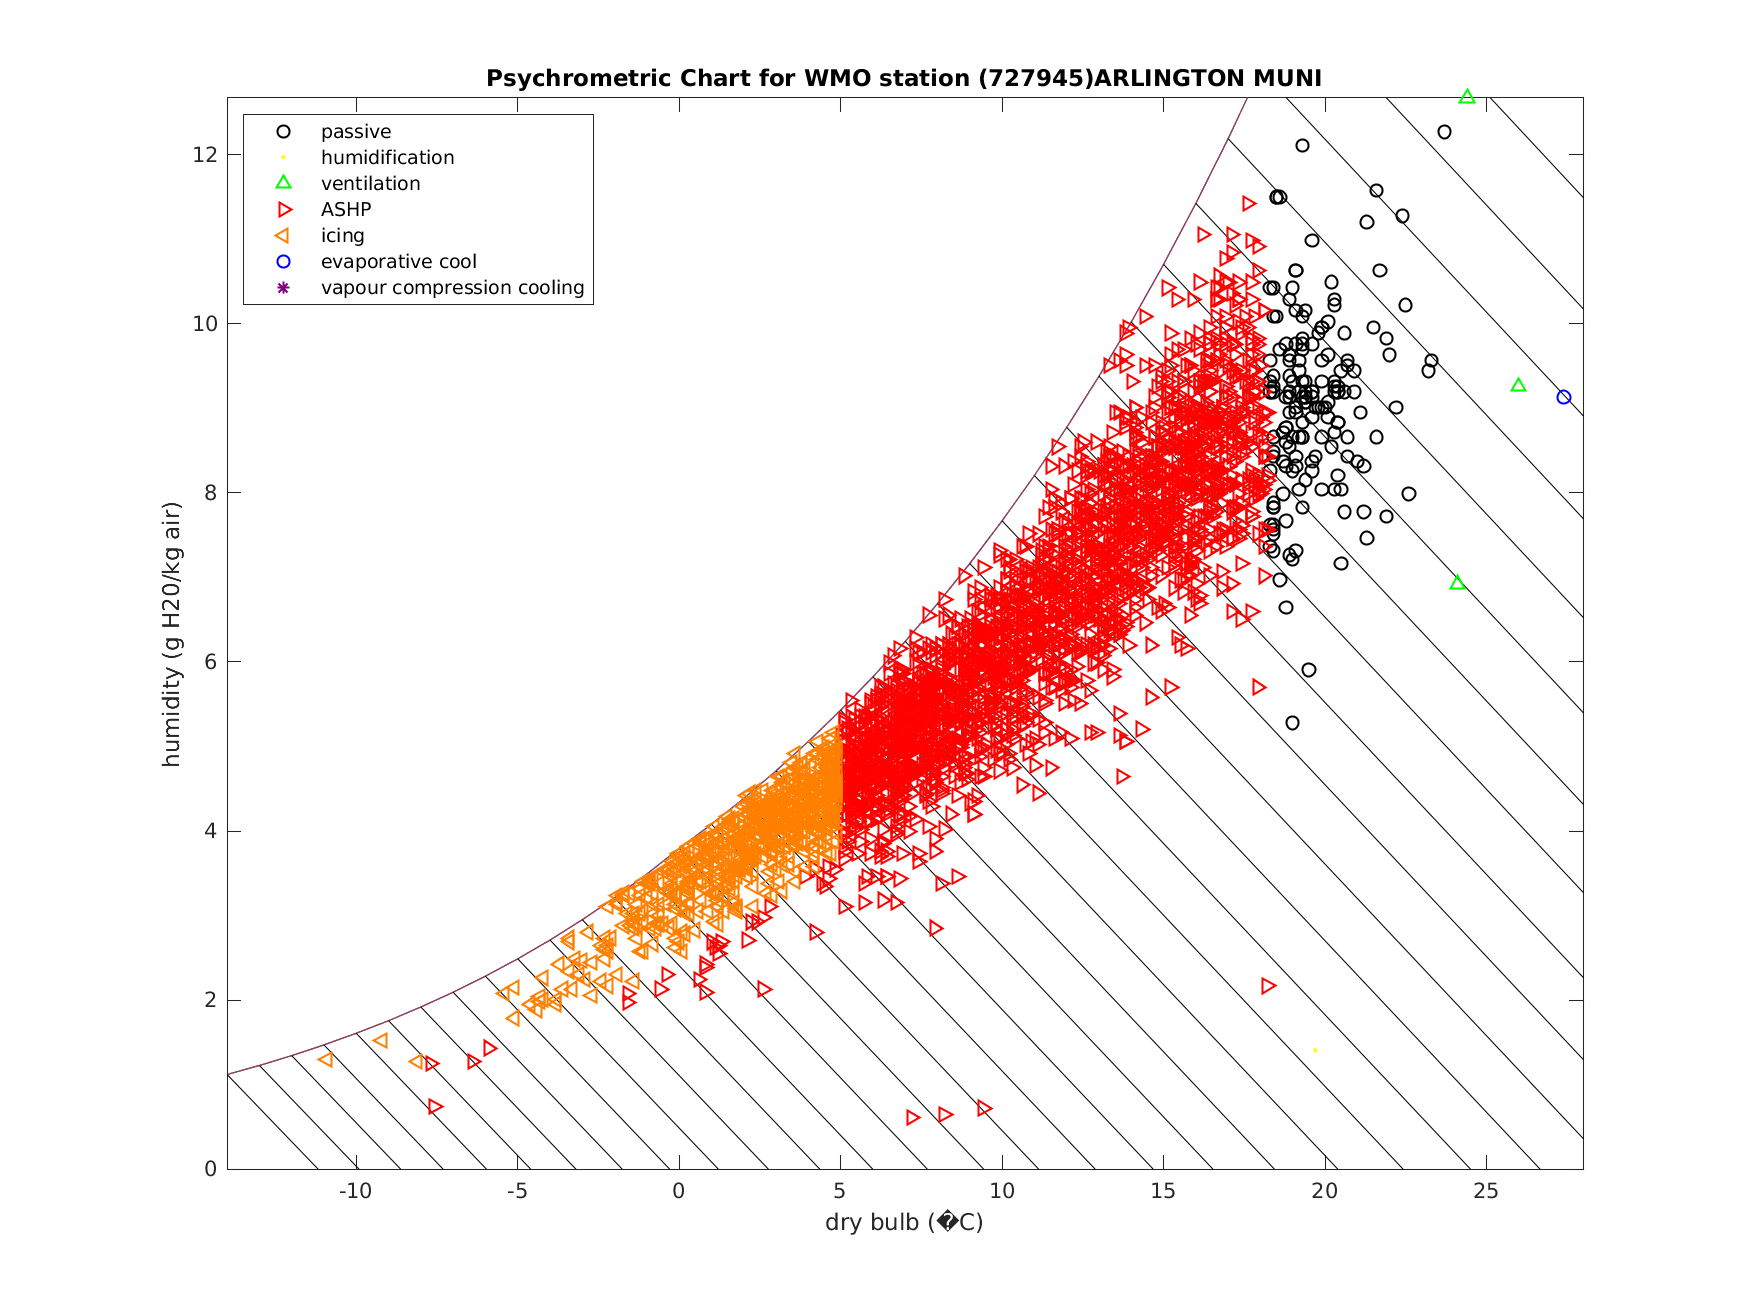 Psychrometric Chart for WMO station (727945)ARLINGTON MUNI
passive
humidification
ventilation
ASHP
icing
evaporative cool
vapour compression cooling
humidity (g H20/kg air)
12
10
8
6
4
2
0
-10 -5 0 5 10 15 20 25
dry bulb (�C)